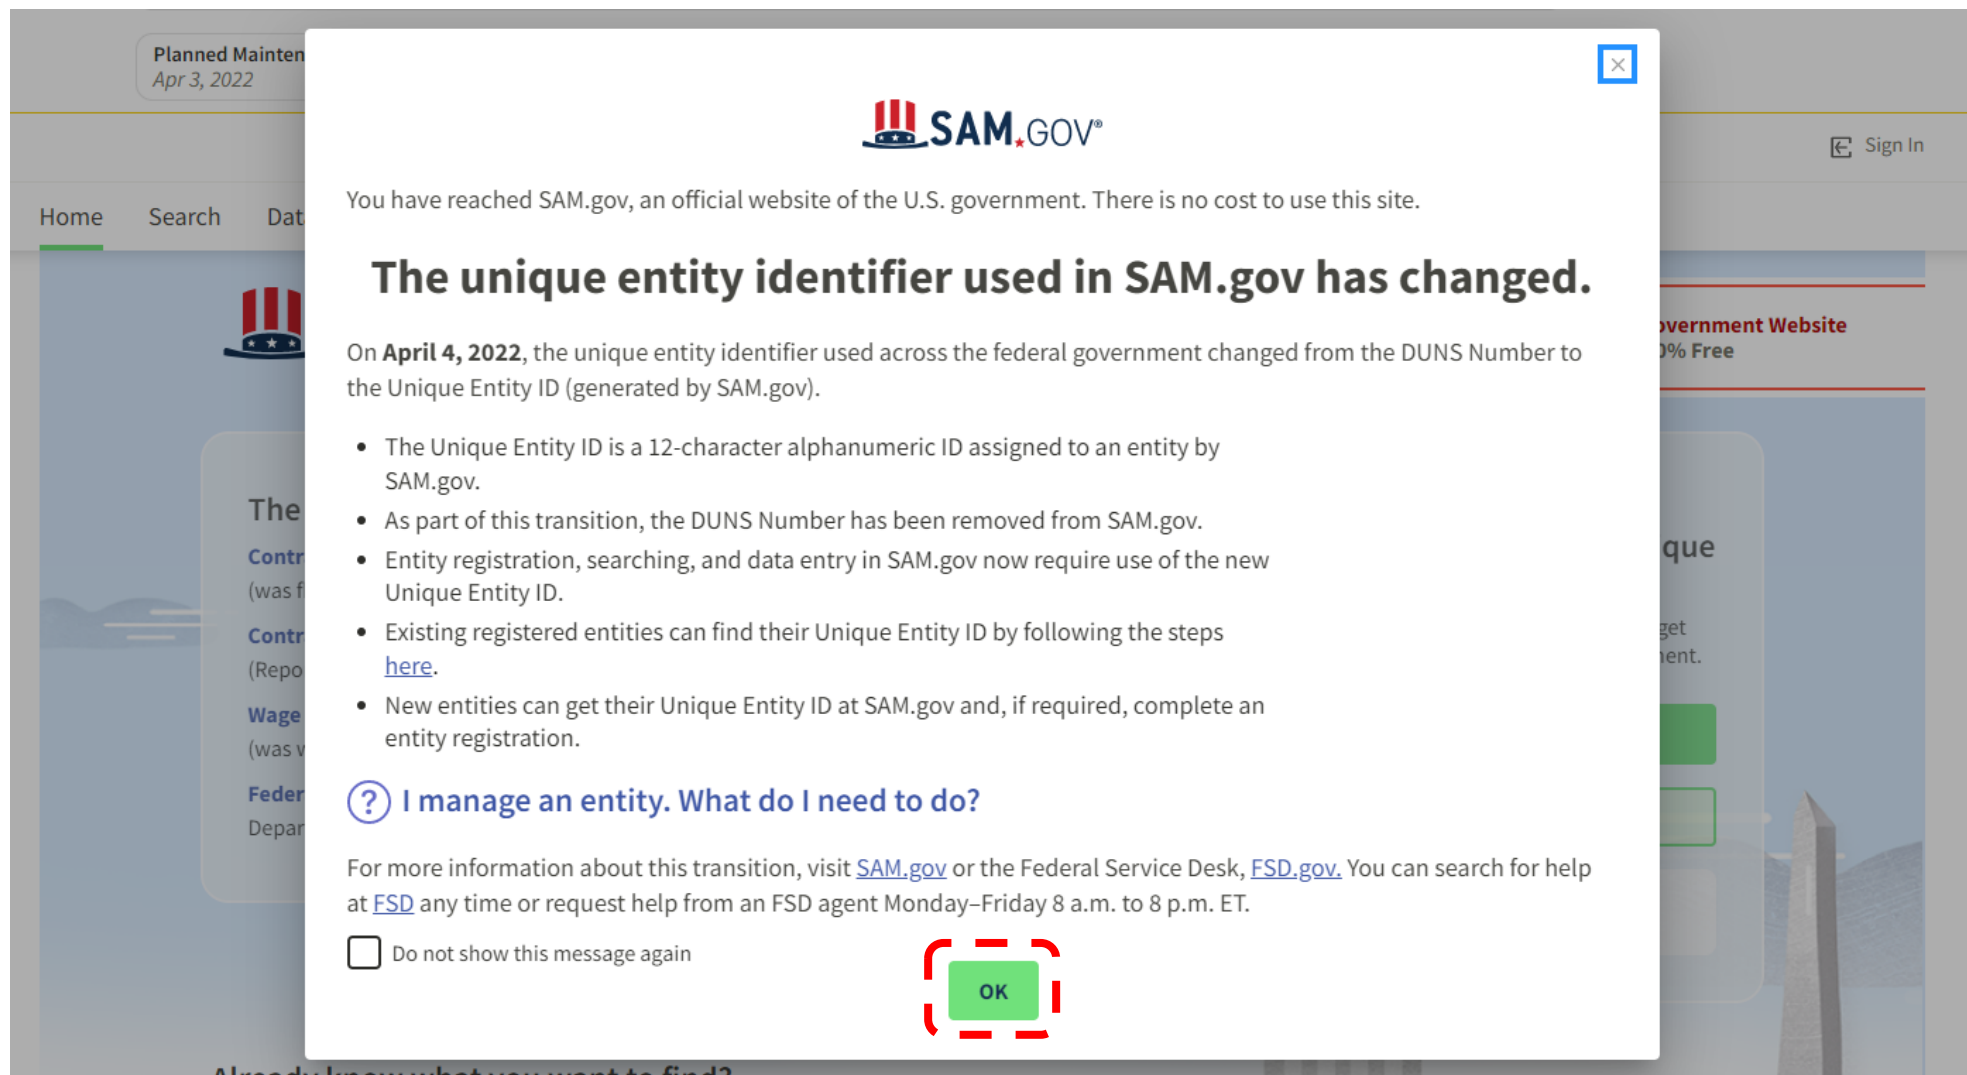 Planned Mainten
Apr 3, 2022
SAM.GOV®
Sign In
Home Search Dat
You have reached SAM.gov, an official website of the U.S. government. There is no cost to use this site.
The unique entity identifier used in SAM.gov has changed.
On April 4, 2022, the unique entity identifier used across the federal government changed from the DUNS Number to
the Unique Entity ID (generated by SAM.gov).
• The Unique Entity ID is a 12-character alphanumeric ID assigned to an entity by
SAM.gov.
• As part of this transition, the DUNS Number has been removed from SAM.gov.
• Entity registration, searching, and data entry in SAM.gov now require use of the new
Unique Entity ID.
• Existing registered entities can find their Unique Entity ID by following the steps
here.
• New entities can get their Unique Entity ID at SAM.gov and, if required, complete an
entity registration.
? I manage an entity. What do I need to do?
For more information about this transition, visit SAM.gov or the Federal Service Desk, FSD.gov. You can search for help
at FSD any time or request help from an FSD agent Monday–Friday 8 a.m. to 8 p.m. ET.
Do not show this message again
OK
The
Contr
(was f
Contr
(Repo
Wage
(was v
Feder
Depar
overnment Website
0% Free
que
get
ent.
Already know what you want to find?